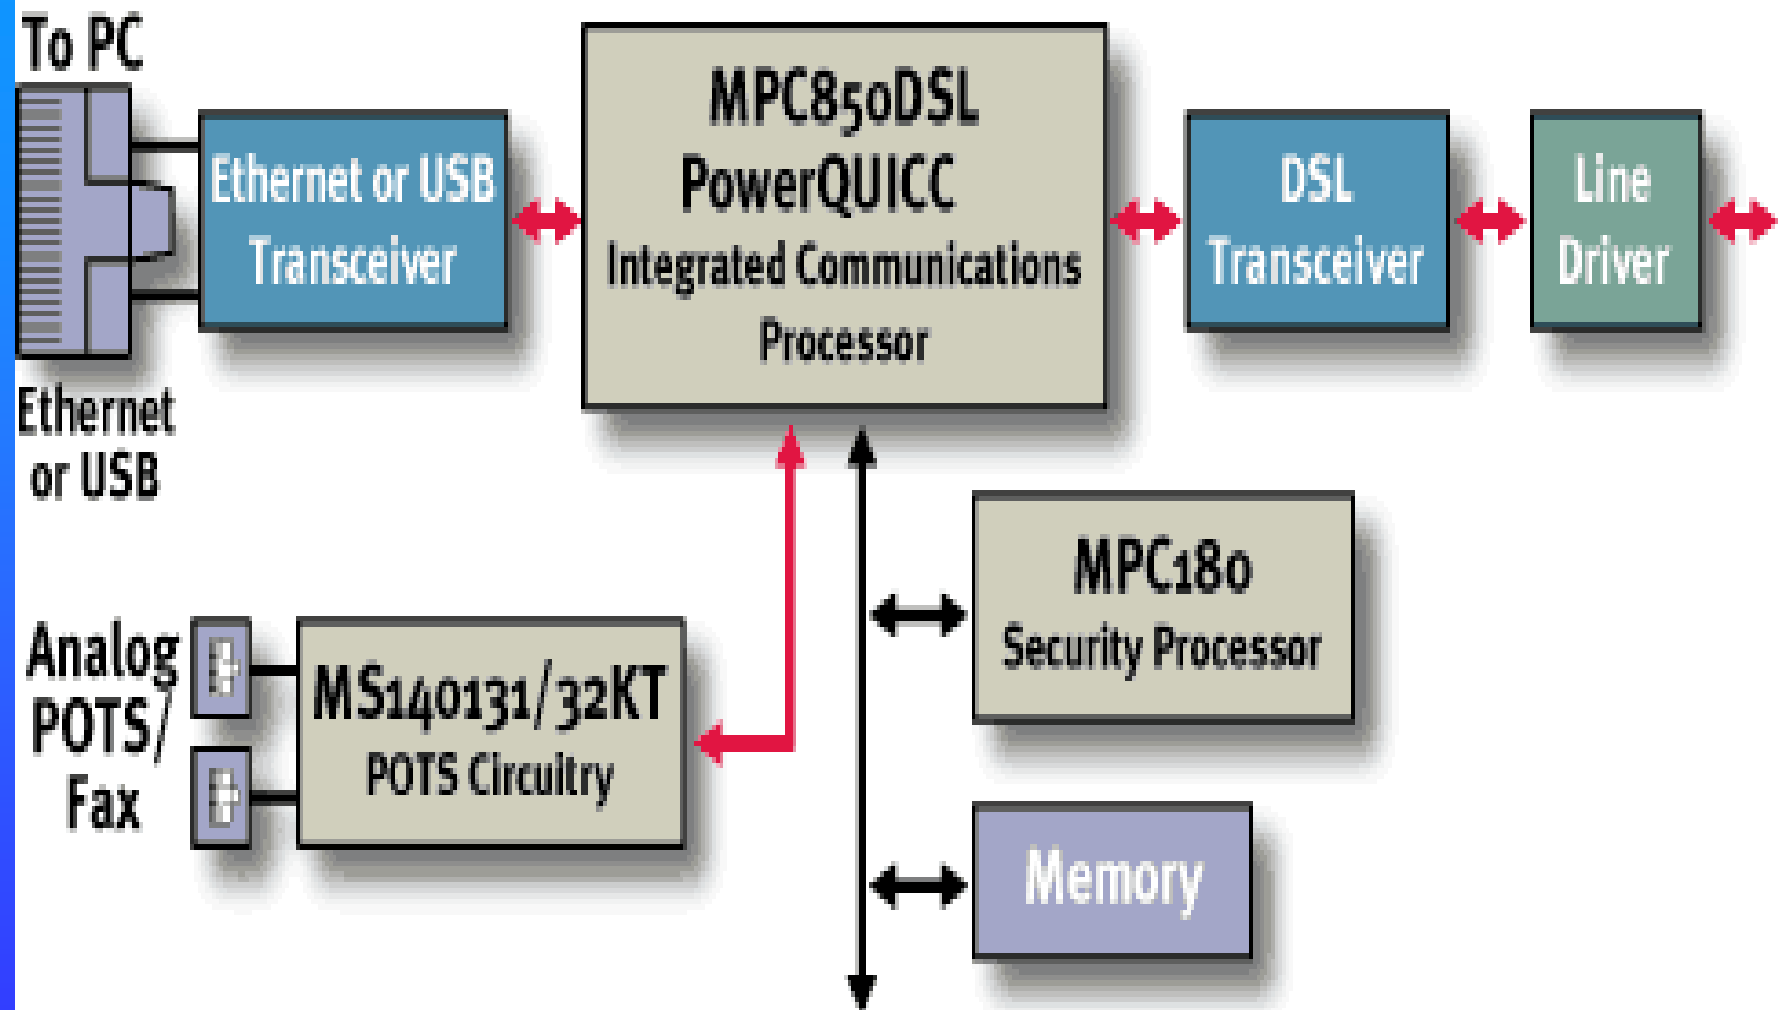 To PC
Ethernet
or USB
Ethernet or USB
Transceiver
MPC850DSL
PowerQUICC
Integrated Communications
Processor
DSL
Transceiver
Line
Driver
Analog
POTS/
Fax
MS140131/32KT
POTS Circuitry
MPC180
Security Processor
Memory